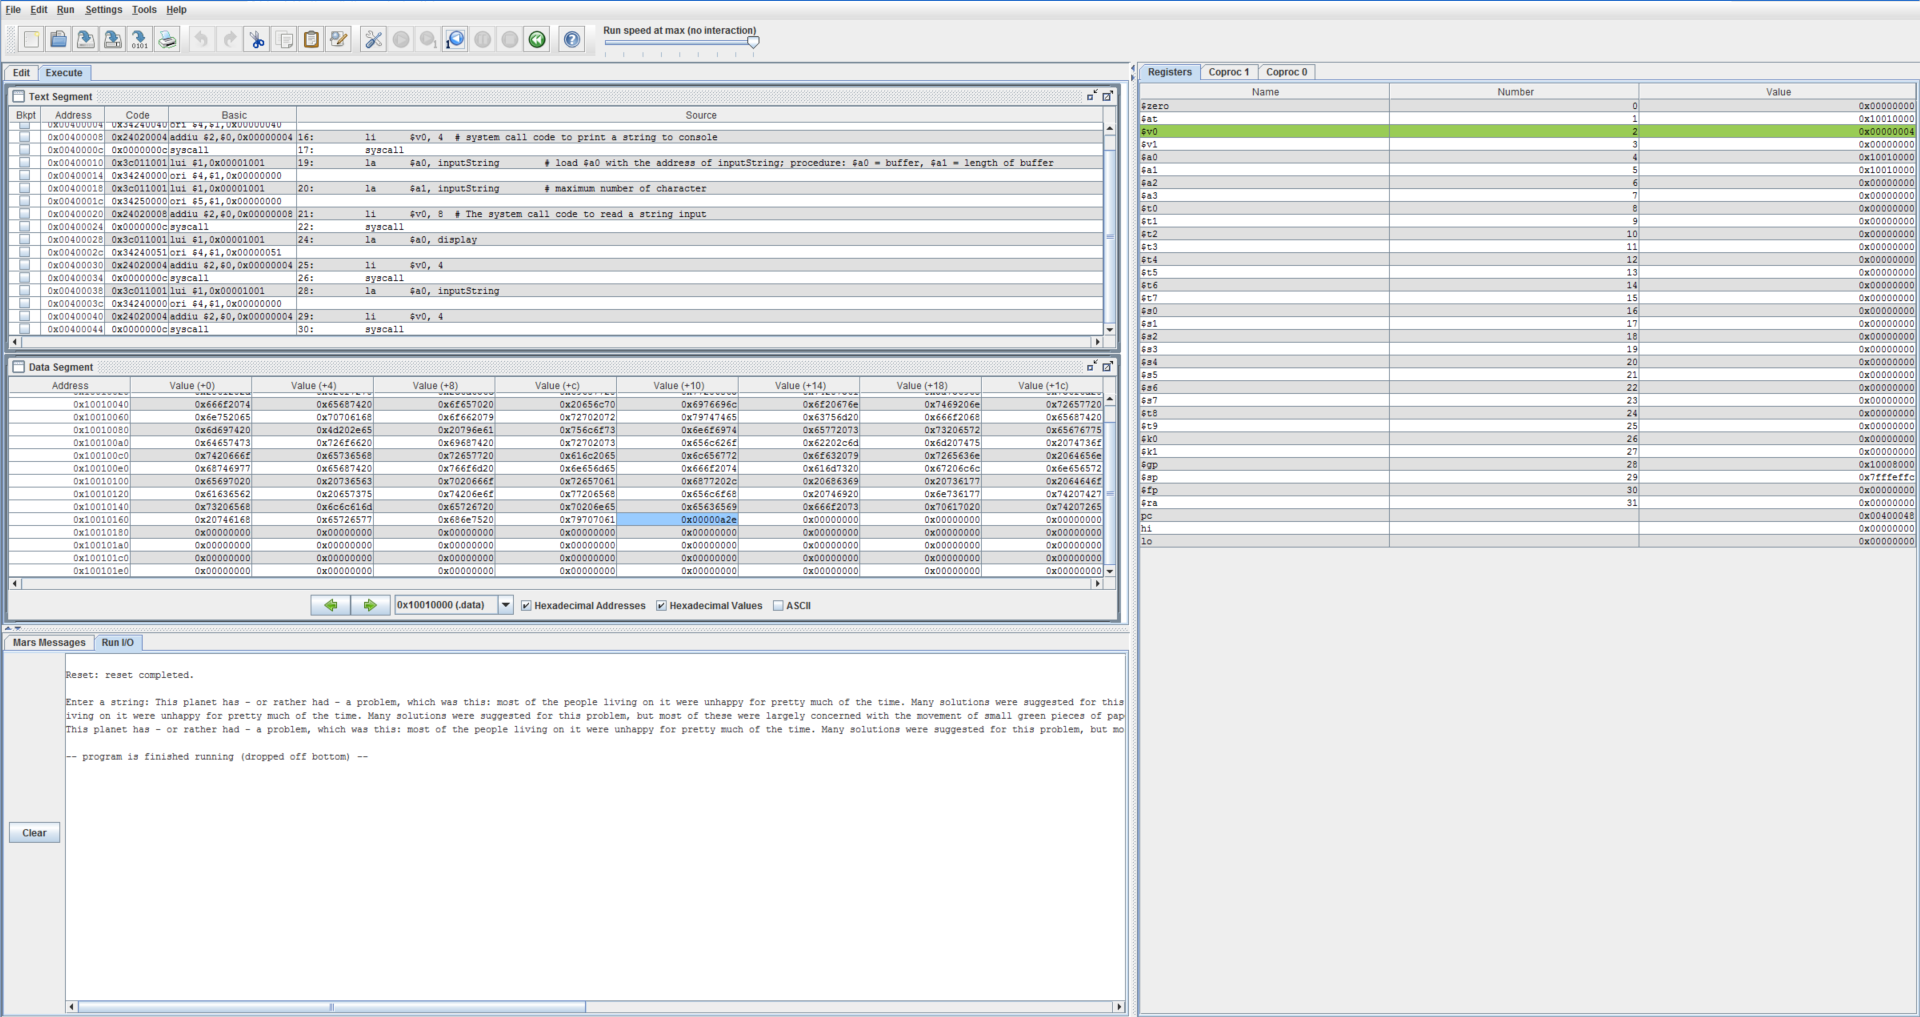 File Edit Run Settings Tools Help
Run speed at max (no interaction)
Edit Execute
Text Segment
Bkpt Address Code Basic Source
0x00400004 0x34240040 ori $4,$1,0x00000040
0x00400008 0x24020004 addiu $2,$0,0x00000004 16: li $v0, 4 # system call code to print a string to console
0x0040000c 0x0000000c syscall 17: syscall
0x00400010 0x3c011001 lui $1,0x00001001 19: la $a0, inputString # load $a0 with the address of inputString; procedure: $a0 = buffer, $a1 = length of buffer
0x00400014 0x34240000 ori $4,$1,0x00000000
0x00400018 0x3c011001 lui $1,0x00001001 20: la $a1, inputString # maximum number of character
0x0040001c 0x34250000 ori $5,$1,0x00000000
0x00400020 0x24020008 addiu $2,$0,0x00000008 21: li $v0, 8 # The system call code to read a string input
0x00400024 0x0000000c syscall 22: syscall
0x00400028 0x3c011001 lui $1,0x00001001 24: la $a0, display
0x0040002c 0x34240051 ori $4,$1,0x00000051
0x00400030 0x24020004 addiu $2,$0,0x00000004 25: li $v0, 4
0x00400034 0x0000000c syscall 26: syscall
0x00400038 0x3c011001 lui $1,0x00001001 28: la $a0, inputString
0x0040003c 0x34240000 ori $4,$1,0x00000000
0x00400040 0x24020004 addiu $2,$0,0x00000004 29: li $v0, 4
0x00400044 0x0000000c syscall 30: syscall
Data Segment
Address Value (+0) Value (+4) Value (+8) Value (+c) Value (+10) Value (+14) Value (+18) Value (+1c)
0x10010040 0x666f2074 0x65687420 0x6f657020 0x20656c70 0x6976696c 0x6f20676e 0x7469206e 0x72657720
0x10010060 0x6e752065 0x70706168 0x6f662079 0x72702072 0x79747465 0x63756d20 0x666f2068 0x65687420
0x10010080 0x6d697420 0x4d202e65 0x20796e61 0x756c6f73 0x6e6f6974 0x65772073 0x73206572 0x65676775
0x100100a0 0x64657473 0x726f6620 0x69687420 0x72702073 0x656c626f 0x62202c6d 0x6d207475 0x2074736f
0x100100c0 0x7420666f 0x65736568 0x72657720 0x616c2065 0x6c656772 0x6f632079 0x7265636e 0x2064656e
0x100100e0 0x68746977 0x65687420 0x766f6d20 0x6e656d65 0x666f2074 0x616d7320 0x67206c6c 0x6e656572
0x10010100 0x65697020 0x20736563 0x7020666f 0x72657061 0x6877202c 0x20686369 0x20736177 0x2064646f
0x10010120 0x61636562 0x20657375 0x74206e6f 0x77206568 0x656c6f68 0x20746920 0x6e736177 0x74207427
0x10010140 0x73206568 0x6c6c616d 0x65726720 0x70206e65 0x65636569 0x666f2073 0x70617020 0x74207265
0x10010160 0x20746168 0x65726577 0x686e7520 0x79707061 0x00000a2e 0x00000000 0x00000000 0x00000000
0x10010180 0x00000000 0x00000000 0x00000000 0x00000000 0x00000000 0x00000000 0x00000000 0x00000000
0x100101a0 0x00000000 0x00000000 0x00000000 0x00000000 0x00000000 0x00000000 0x00000000 0x00000000
0x100101c0 0x00000000 0x00000000 0x00000000 0x00000000 0x00000000 0x00000000 0x00000000 0x00000000
0x100101e0 0x00000000 0x00000000 0x00000000 0x00000000 0x00000000 0x00000000 0x00000000 0x00000000
0x10010000 (.data) Hexadecimal Addresses Hexadecimal Values ASCII
Mars Messages Run I/O
Clear
Reset: reset completed.
Enter a string: This planet has - or rather had - a problem, which was this: most of the people living on it were unhappy for pretty much of the time. Many solutions were suggested for this
iving on it were unhappy for pretty much of the time. Many solutions were suggested for this problem, but most of these were largely concerned with the movement of small green pieces of pap
This planet has - or rather had - a problem, which was this: most of the people living on it were unhappy for pretty much of the time. Many solutions were suggested for this problem, but mo
-- program is finished running (dropped off bottom) --
Registers Coproc 1 Coproc 0
Name Number Value
$zero 0 0x00000000
$at 1 0x10010000
$v0 2 0x00000004
$v1 3 0x00000000
$a0 4 0x10010000
$a1 5 0x10010000
$a2 6 0x00000000
$a3 7 0x00000000
$t0 8 0x00000000
$t1 9 0x00000000
$t2 10 0x00000000
$t3 11 0x00000000
$t4 12 0x00000000
$t5 13 0x00000000
$t6 14 0x00000000
$t7 15 0x00000000
$s0 16 0x00000000
$s1 17 0x00000000
$s2 18 0x00000000
$s3 19 0x00000000
$s4 20 0x00000000
$s5 21 0x00000000
$s6 22 0x00000000
$s7 23 0x00000000
$t8 24 0x00000000
$t9 25 0x00000000
$k0 26 0x00000000
$k1 27 0x00000000
$gp 28 0x10008000
$sp 29 0x7fffeffc
$fp 30 0x00000000
$ra 31 0x00000000
pc 0x00400048
hi 0x00000000
lo 0x00000000